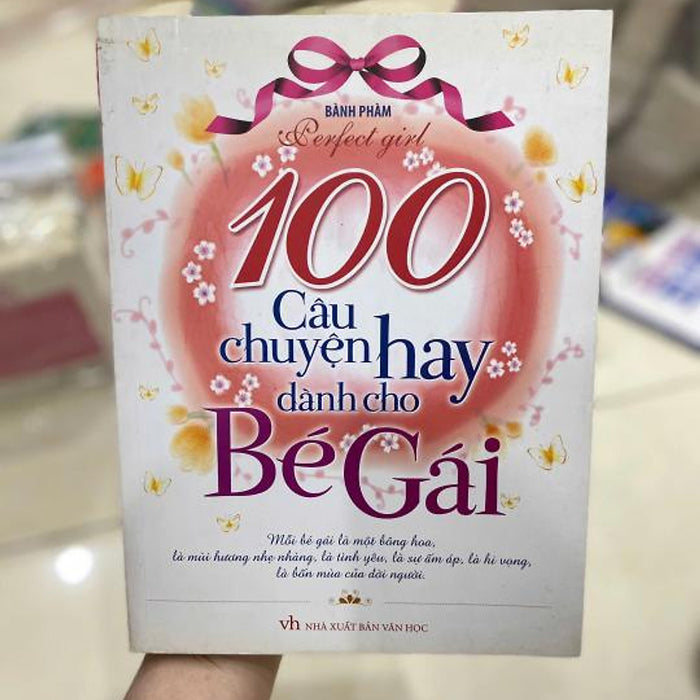 BÀNH PHÀM
Perfect girl
100
Câu
chuyện hay
dành cho
Bé Gái
Mỗi bé gái là một bông hoa,
là mùi hương nhẹ nhàng, là tình yêu, là sự ấm áp, là hi vọng,
là bốn mùa của đời người.
vh NHÀ XUẤT BẢN VĂN HỌC